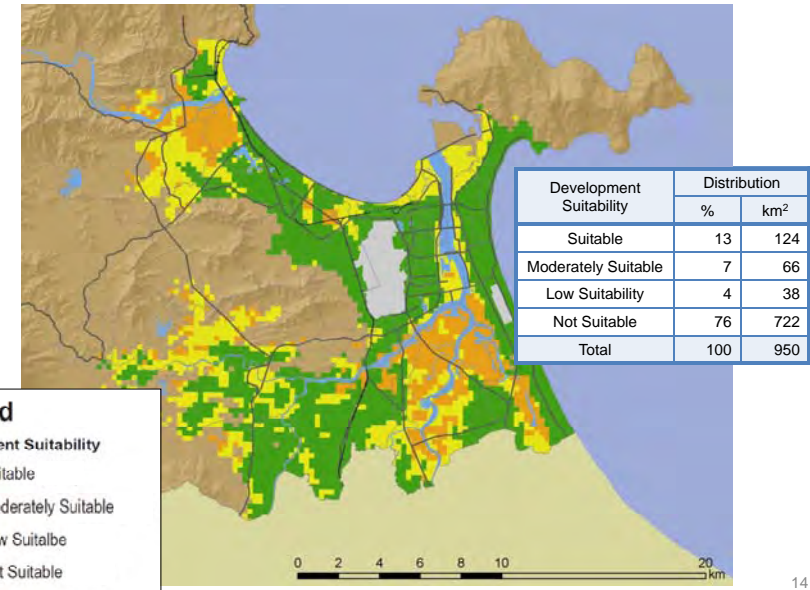 Development Suitability Distribution
% km²
Suitable 13 124
Moderately Suitable 7 66
Low Suitability 4 38
Not Suitable 76 722
Total 100 950
d
ent Suitability
itable
derately Suitable
w Suitalbe
t Suitable
0 2 4 6 8 10 20 km
14